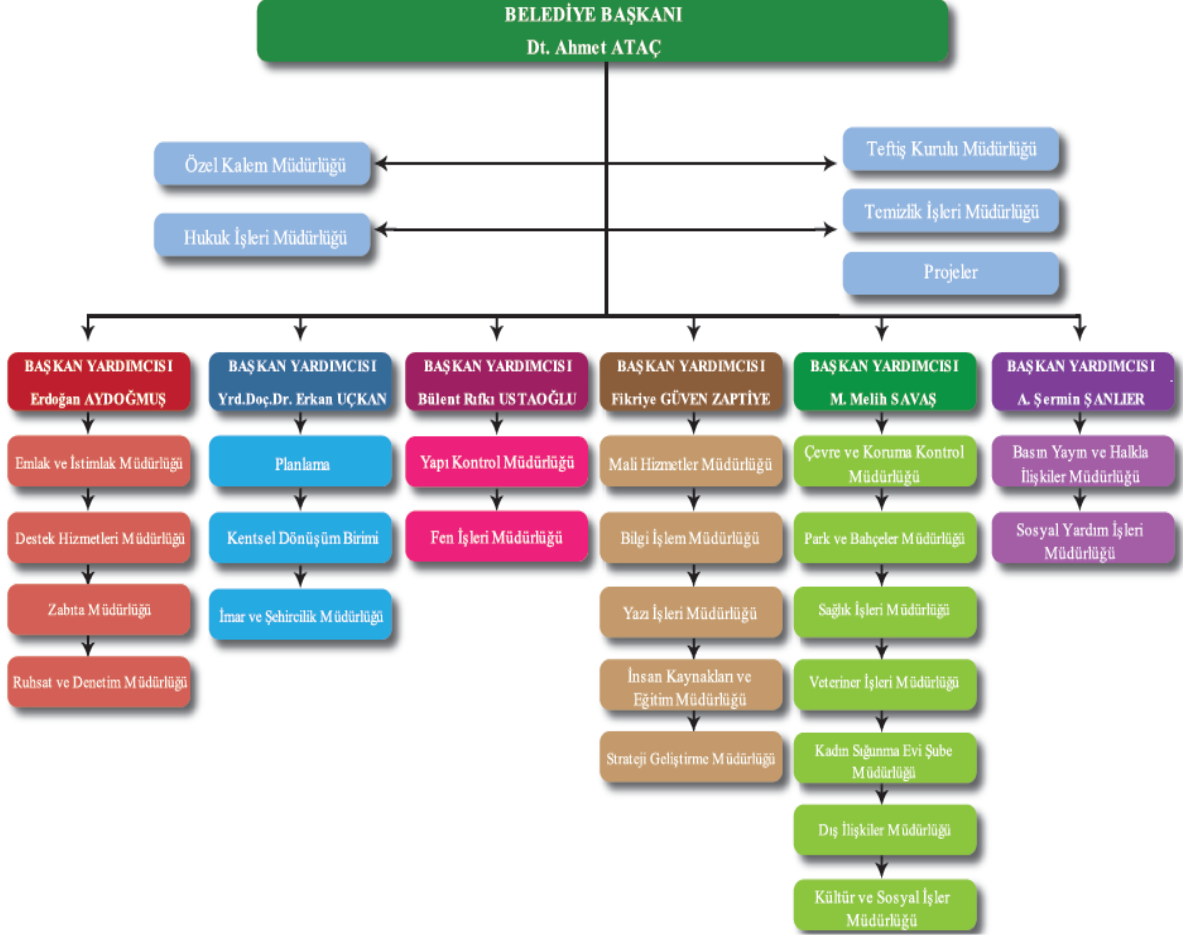 BELEDİYE BAŞKANI
Dt. Ahmet ATAÇ
Özel Kalem Müdürlüğü
Hukuk İşleri Müdürlüğü
Teftiş Kurulu Müdürlüğü
Temizlik İşleri Müdürlüğü
Projeler
BAŞKAN YARDIMCISI
Erdoğan AYDOĞMUŞ
Emlak ve İstimlak Müdürlüğü
Destek Hizmetleri Müdürlüğü
Zabıta Müdürlüğü
Ruhsat ve Denetim Müdürlüğü
BAŞKAN YARDIMCISI
Yrd.Doç.Dr. Erkan UÇKAN
Planlama
Kentsel Dönüşüm Birimi
İmar ve Şehircilik Müdürlüğü
BAŞKAN YARDIMCISI
Bülent Rıfkı USTAOĞLU
Yapı Kontrol Müdürlüğü
Fen İşleri Müdürlüğü
BAŞKAN YARDIMCISI
Fikriye GÜVEN ZAPTİYE
Mali Hizmetler Müdürlüğü
Bilgi İşlem Müdürlüğü
Yazı İşleri Müdürlüğü
İnsan Kaynakları ve
Eğitim Müdürlüğü
Strateji Geliştirme Müdürlüğü
BAŞKAN YARDIMCISI
M. Melih SAVAŞ
Çevre ve Koruma Kontrol
Müdürlüğü
Park ve Bahçeler Müdürlüğü
Sağlık İşleri Müdürlüğü
Veteriner İşleri Müdürlüğü
Kadın Sığunma Evi Şube
Müdürlüğü
Dış İlişkiler Müdürlüğü
Kültür ve Sosyal İşler
Müdürlüğü
BAŞKAN YARDIMCISI
A. Şermin ŞANLIER
Basın Yayın ve Halkla
İlişkiler Müdürlüğü
Sosyal Yardım İşleri
Müdürlüğü